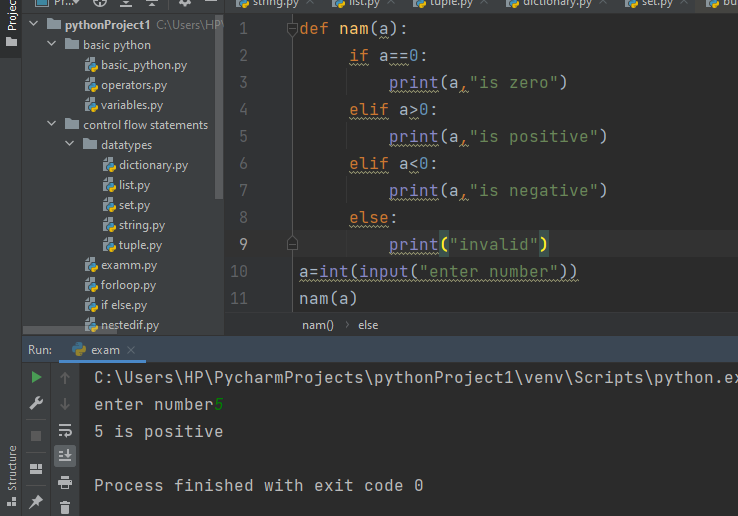 string.py list.py tuple.py dictionary.py set.py
Project
pythonProject1 C:\Users\HP\
basic python
basic_python.py
operators.py
variables.py
control flow statements
datatypes
dictionary.py
list.py
set.py
string.py
tuple.py
examm.py
forloop.py
if else.py
nestedif.py
1 def nam(a):
2 if a==0:
3 print(a,"is zero")
4 elif a>0:
5 print(a,"is positive")
6 elif a<0:
7 print(a,"is negative")
8 else:
9 print("invalid")
10 a=int(input("enter number"))
11 nam(a)
nam() › else
Run: exam
C:\Users\HP\PycharmProjects\pythonProject1\venv\Scripts\python.ex
enter number5
5 is positive
Process finished with exit code 0
Structure